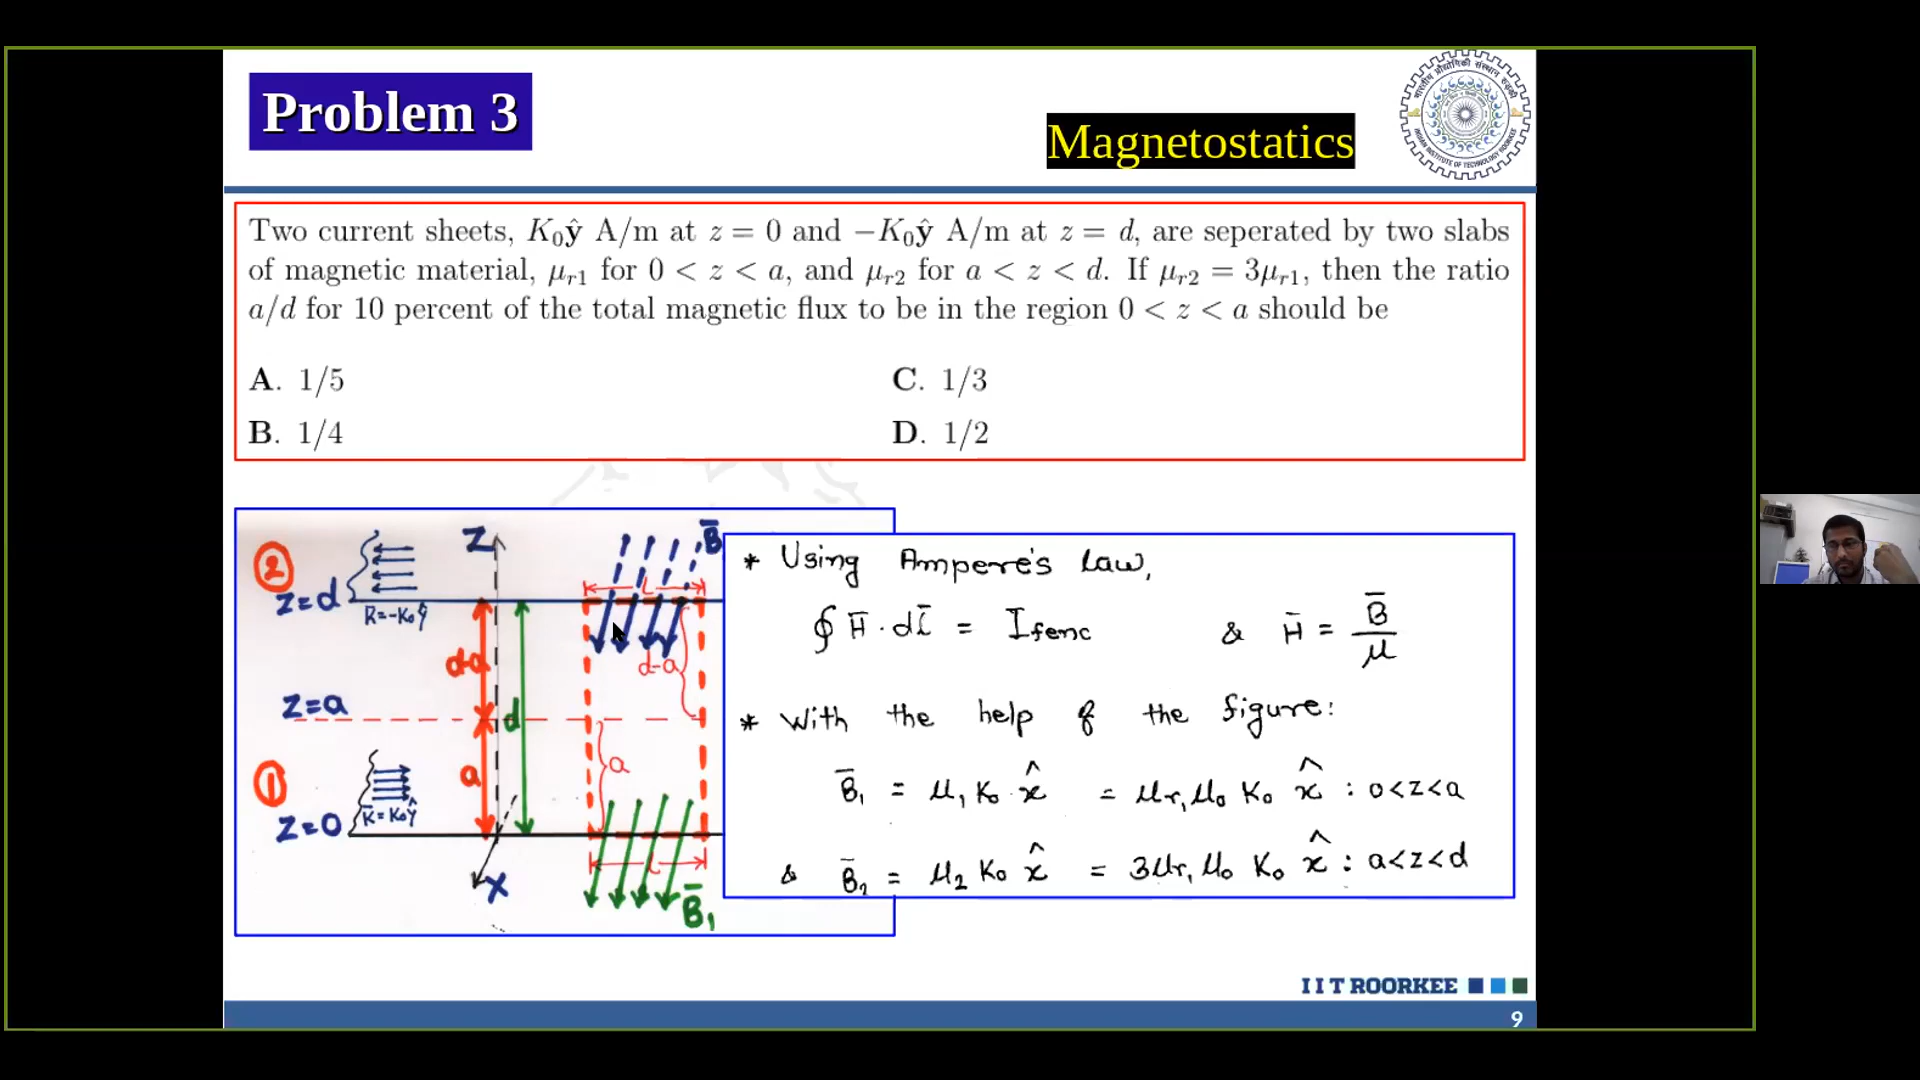 Problem 3
Magnetostatics
Two current sheets, K₀ŷ A/m at z = 0 and −K₀ŷ A/m at z = d, are seperated by two slabs
of magnetic material, μr1 for 0 < z < a, and μr2 for a < z < d. If μr2 = 3μr1, then the ratio
a/d for 10 percent of the total magnetic flux to be in the region 0 < z < a should be
A. 1/5
C. 1/3
B. 1/4
D. 1/2
② Z
z=d
K̄=-K₀ŷ
B̄
L
d-a
d-a
z=a
d
a
a
①
z=0
K̄=K₀ŷ
X
L
B̄₁
* Using Ampere's law,
∮ H̄ · dl̄ = Ifenc & H̄ = B̄/μ
* With the help of the figure:
B̄₁ = μ₁ K₀ · x̂ = μr₁ μ₀ K₀ x̂ : 0<z<a
& B̄₂ = μ₂ K₀ x̂ = 3μr₁ μ₀ K₀ x̂ : a<z<d
IIT ROORKEE
9